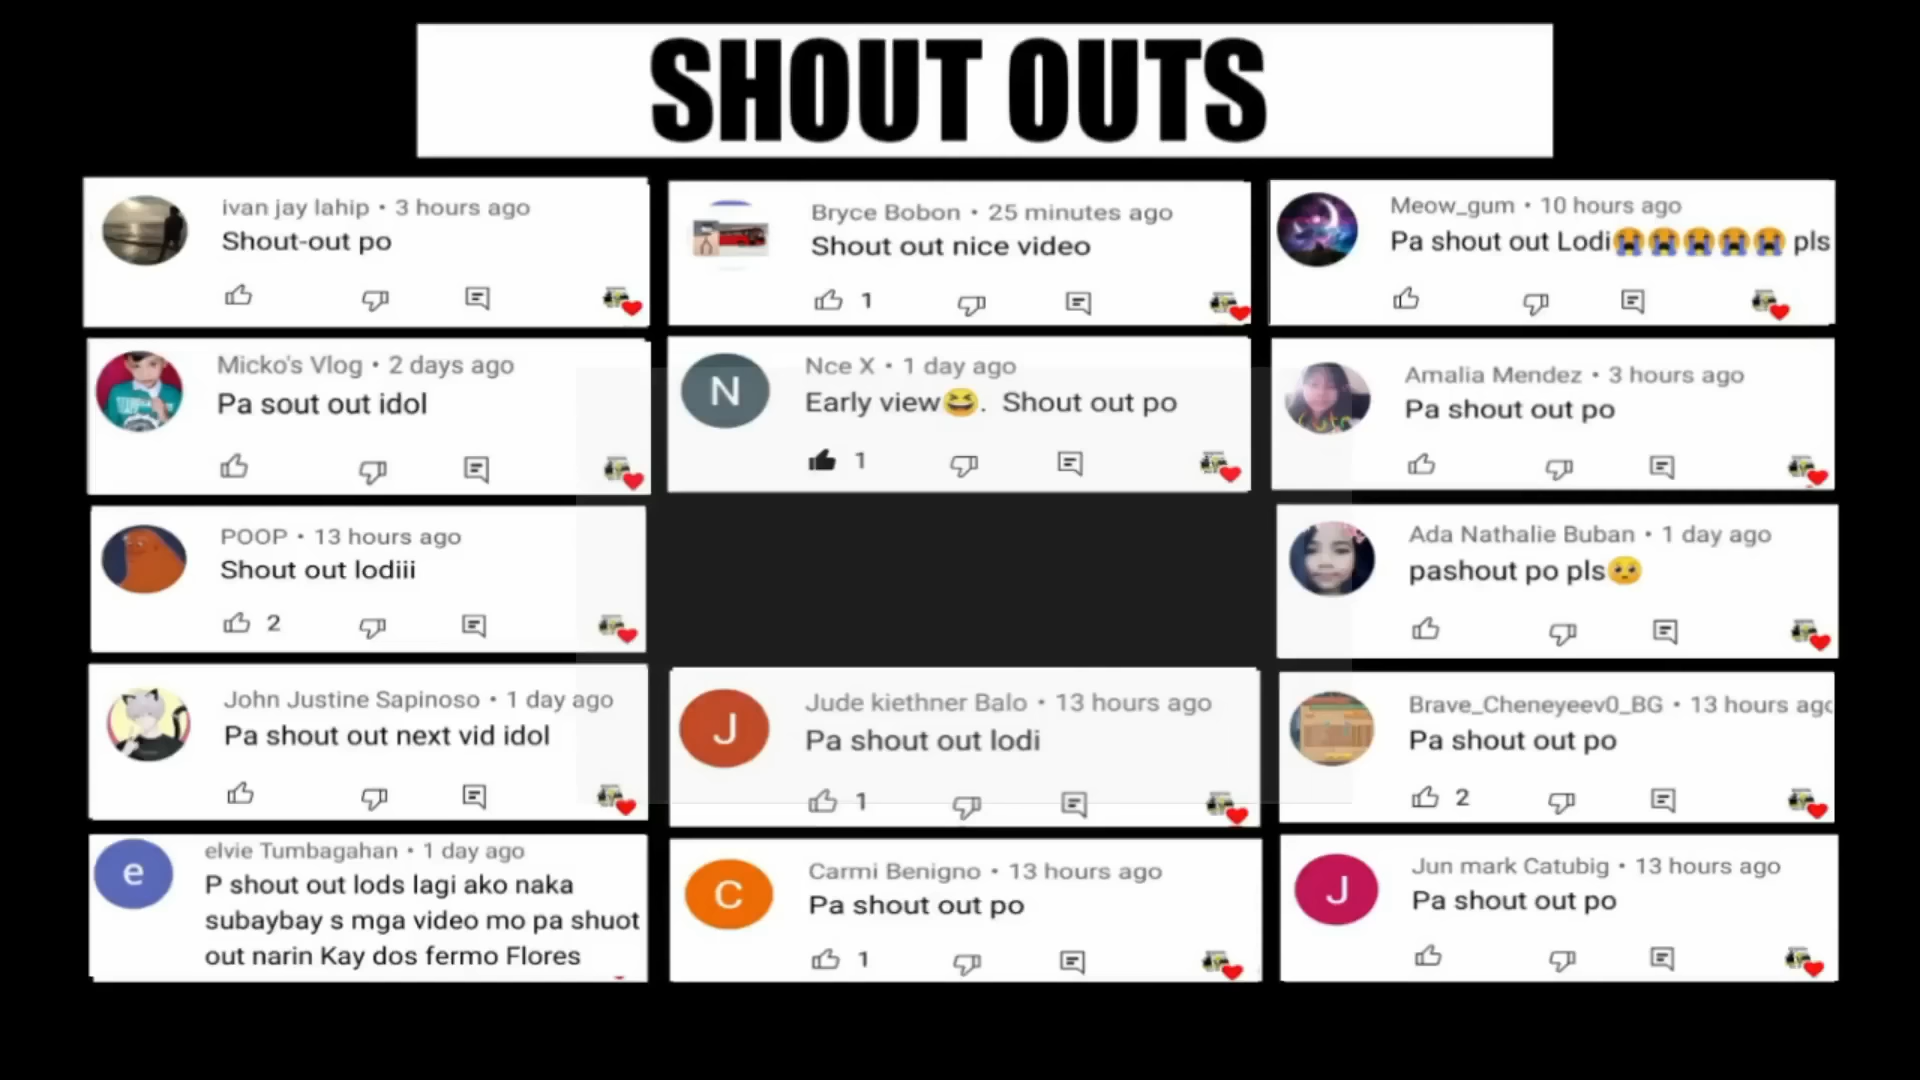 SHOUT OUTS
ivan jay lahip • 3 hours ago
Shout-out po
Bryce Bobon • 25 minutes ago
Shout out nice video
1
Meow_gum • 10 hours ago
Pa shout out Lodi😭😭😭😭😭 pls
Micko's Vlog • 2 days ago
Pa sout out idol
N
Nce X • 1 day ago
Early view😆. Shout out po
1
Amalia Mendez • 3 hours ago
Pa shout out po
POOP • 13 hours ago
Shout out lodiii
2
Ada Nathalie Buban • 1 day ago
pashout po pls🥺
John Justine Sapinoso • 1 day ago
Pa shout out next vid idol
J
Jude kiethner Balo • 13 hours ago
Pa shout out lodi
1
Brave_Cheneyeev0_BG • 13 hours ago
Pa shout out po
2
e
elvie Tumbagahan • 1 day ago
P shout out lods lagi ako naka
subaybay s mga video mo pa shuot
out narin Kay dos fermo Flores
C
Carmi Benigno • 13 hours ago
Pa shout out po
1
J
Jun mark Catubig • 13 hours ago
Pa shout out po